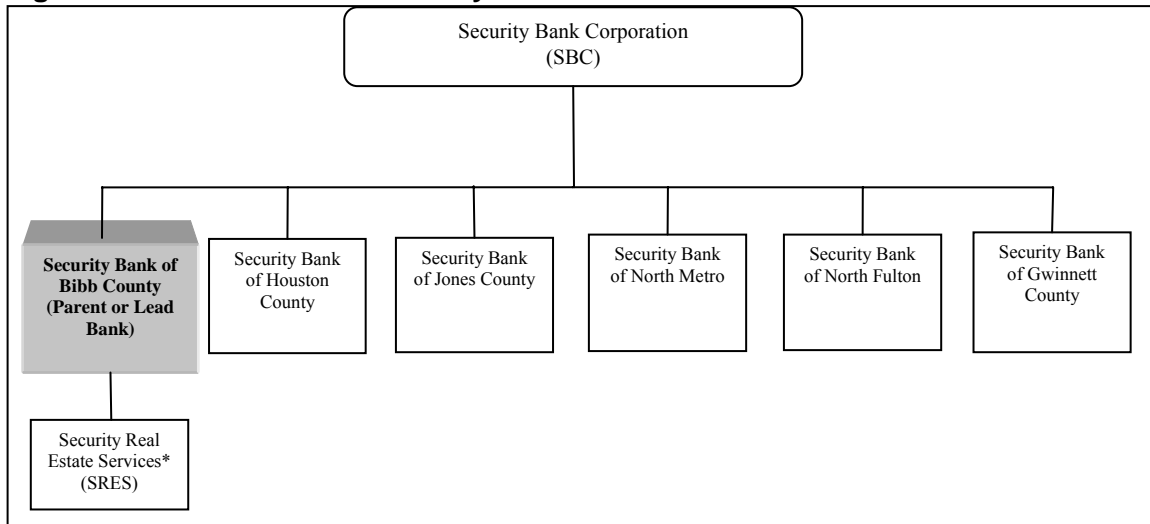 Security Bank Corporation
(SBC)
Security Bank of
Bibb County
(Parent or Lead
Bank)
Security Bank
of Houston
County
Security Bank
of Jones County
Security Bank
of North Metro
Security Bank
of North Fulton
Security Bank
of Gwinnett
County
Security Real
Estate Services*
(SRES)